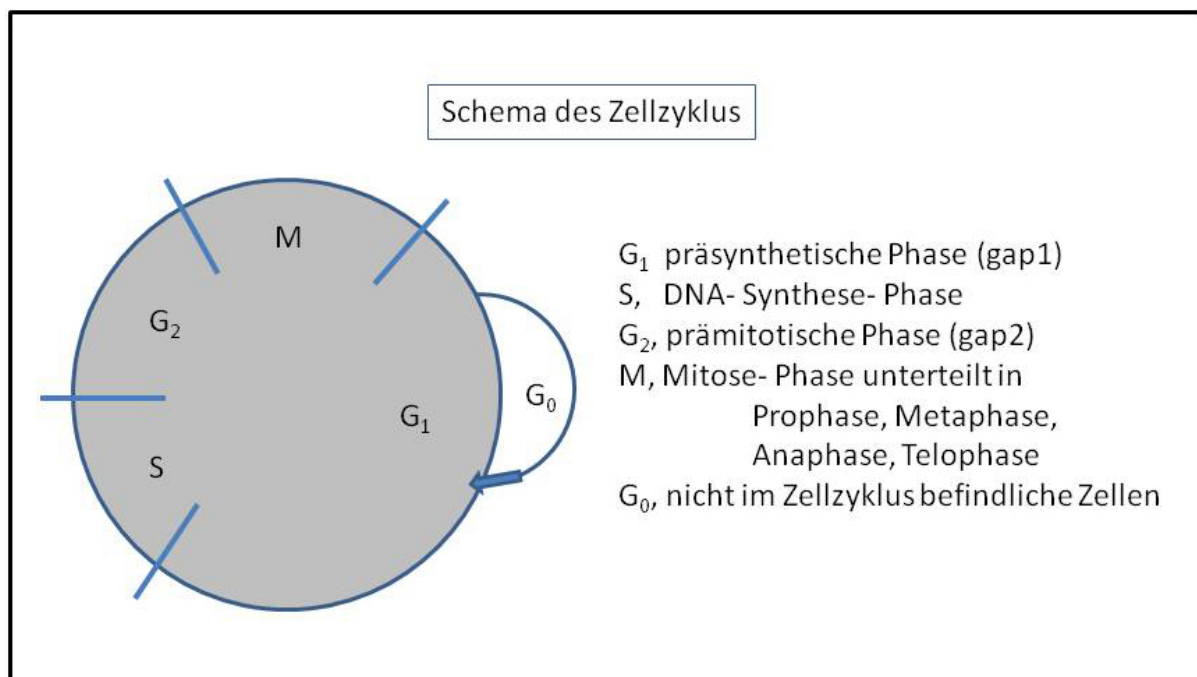 Schema des Zellzyklus
M
G₂
G₁
G₀
S
G₁ präsynthetische Phase (gap1)
S, DNA- Synthese- Phase
G₂, prämitotische Phase (gap2)
M, Mitose- Phase unterteilt in
Prophase, Metaphase,
Anaphase, Telophase
G₀, nicht im Zellzyklus befindliche Zellen